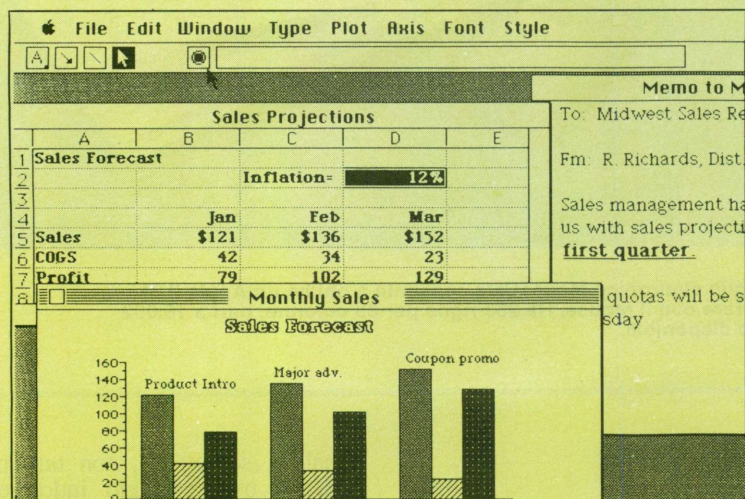 File Edit Window Type Plot Axis Font Style
A
Memo to M
Sales Projections
A B C D E
1 Sales Forecast
2 Inflation= 12%
3
4 Jan Feb Mar
5 Sales $121 $136 $152
6 COGS 42 34 23
7 Profit 79 102 129
8
To: Midwest Sales Re
Fm: R. Richards, Dist.
Sales management ha
us with sales projecti
first quarter.
quotas will be s
sday
Monthly Sales
Sales Forecast
Product Intro Major adv. Coupon promo
160
140
120
100
80
60
40
20
0